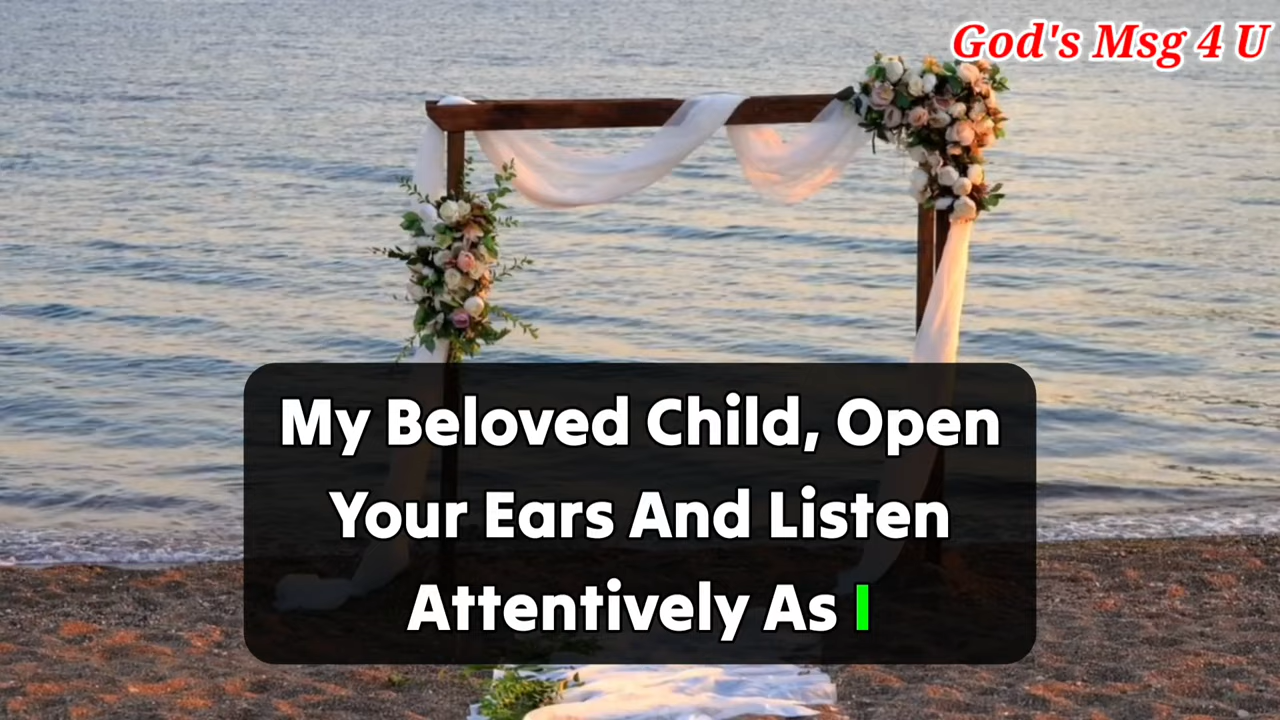 God's Msg 4 U
My Beloved Child, Open
Your Ears And Listen
Attentively As I